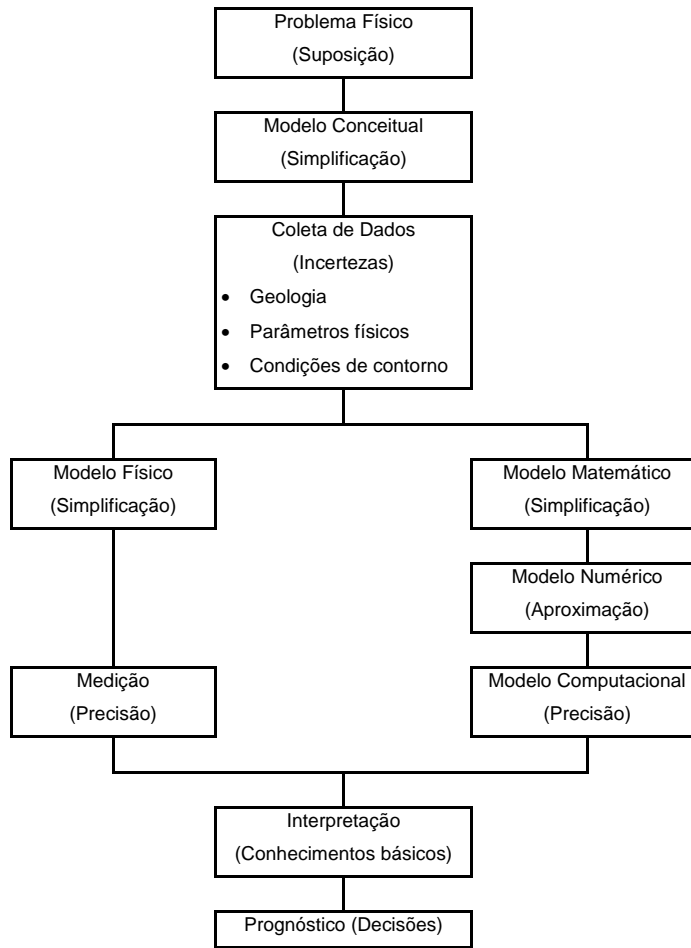 Problema Físico
(Suposição)
Modelo Conceitual
(Simplificação)
Coleta de Dados
(Incertezas)
• Geologia
• Parâmetros físicos
• Condições de contorno
Modelo Físico
(Simplificação)
Modelo Matemático
(Simplificação)
Modelo Numérico
(Aproximação)
Medição
(Precisão)
Modelo Computacional
(Precisão)
Interpretação
(Conhecimentos básicos)
Prognóstico (Decisões)